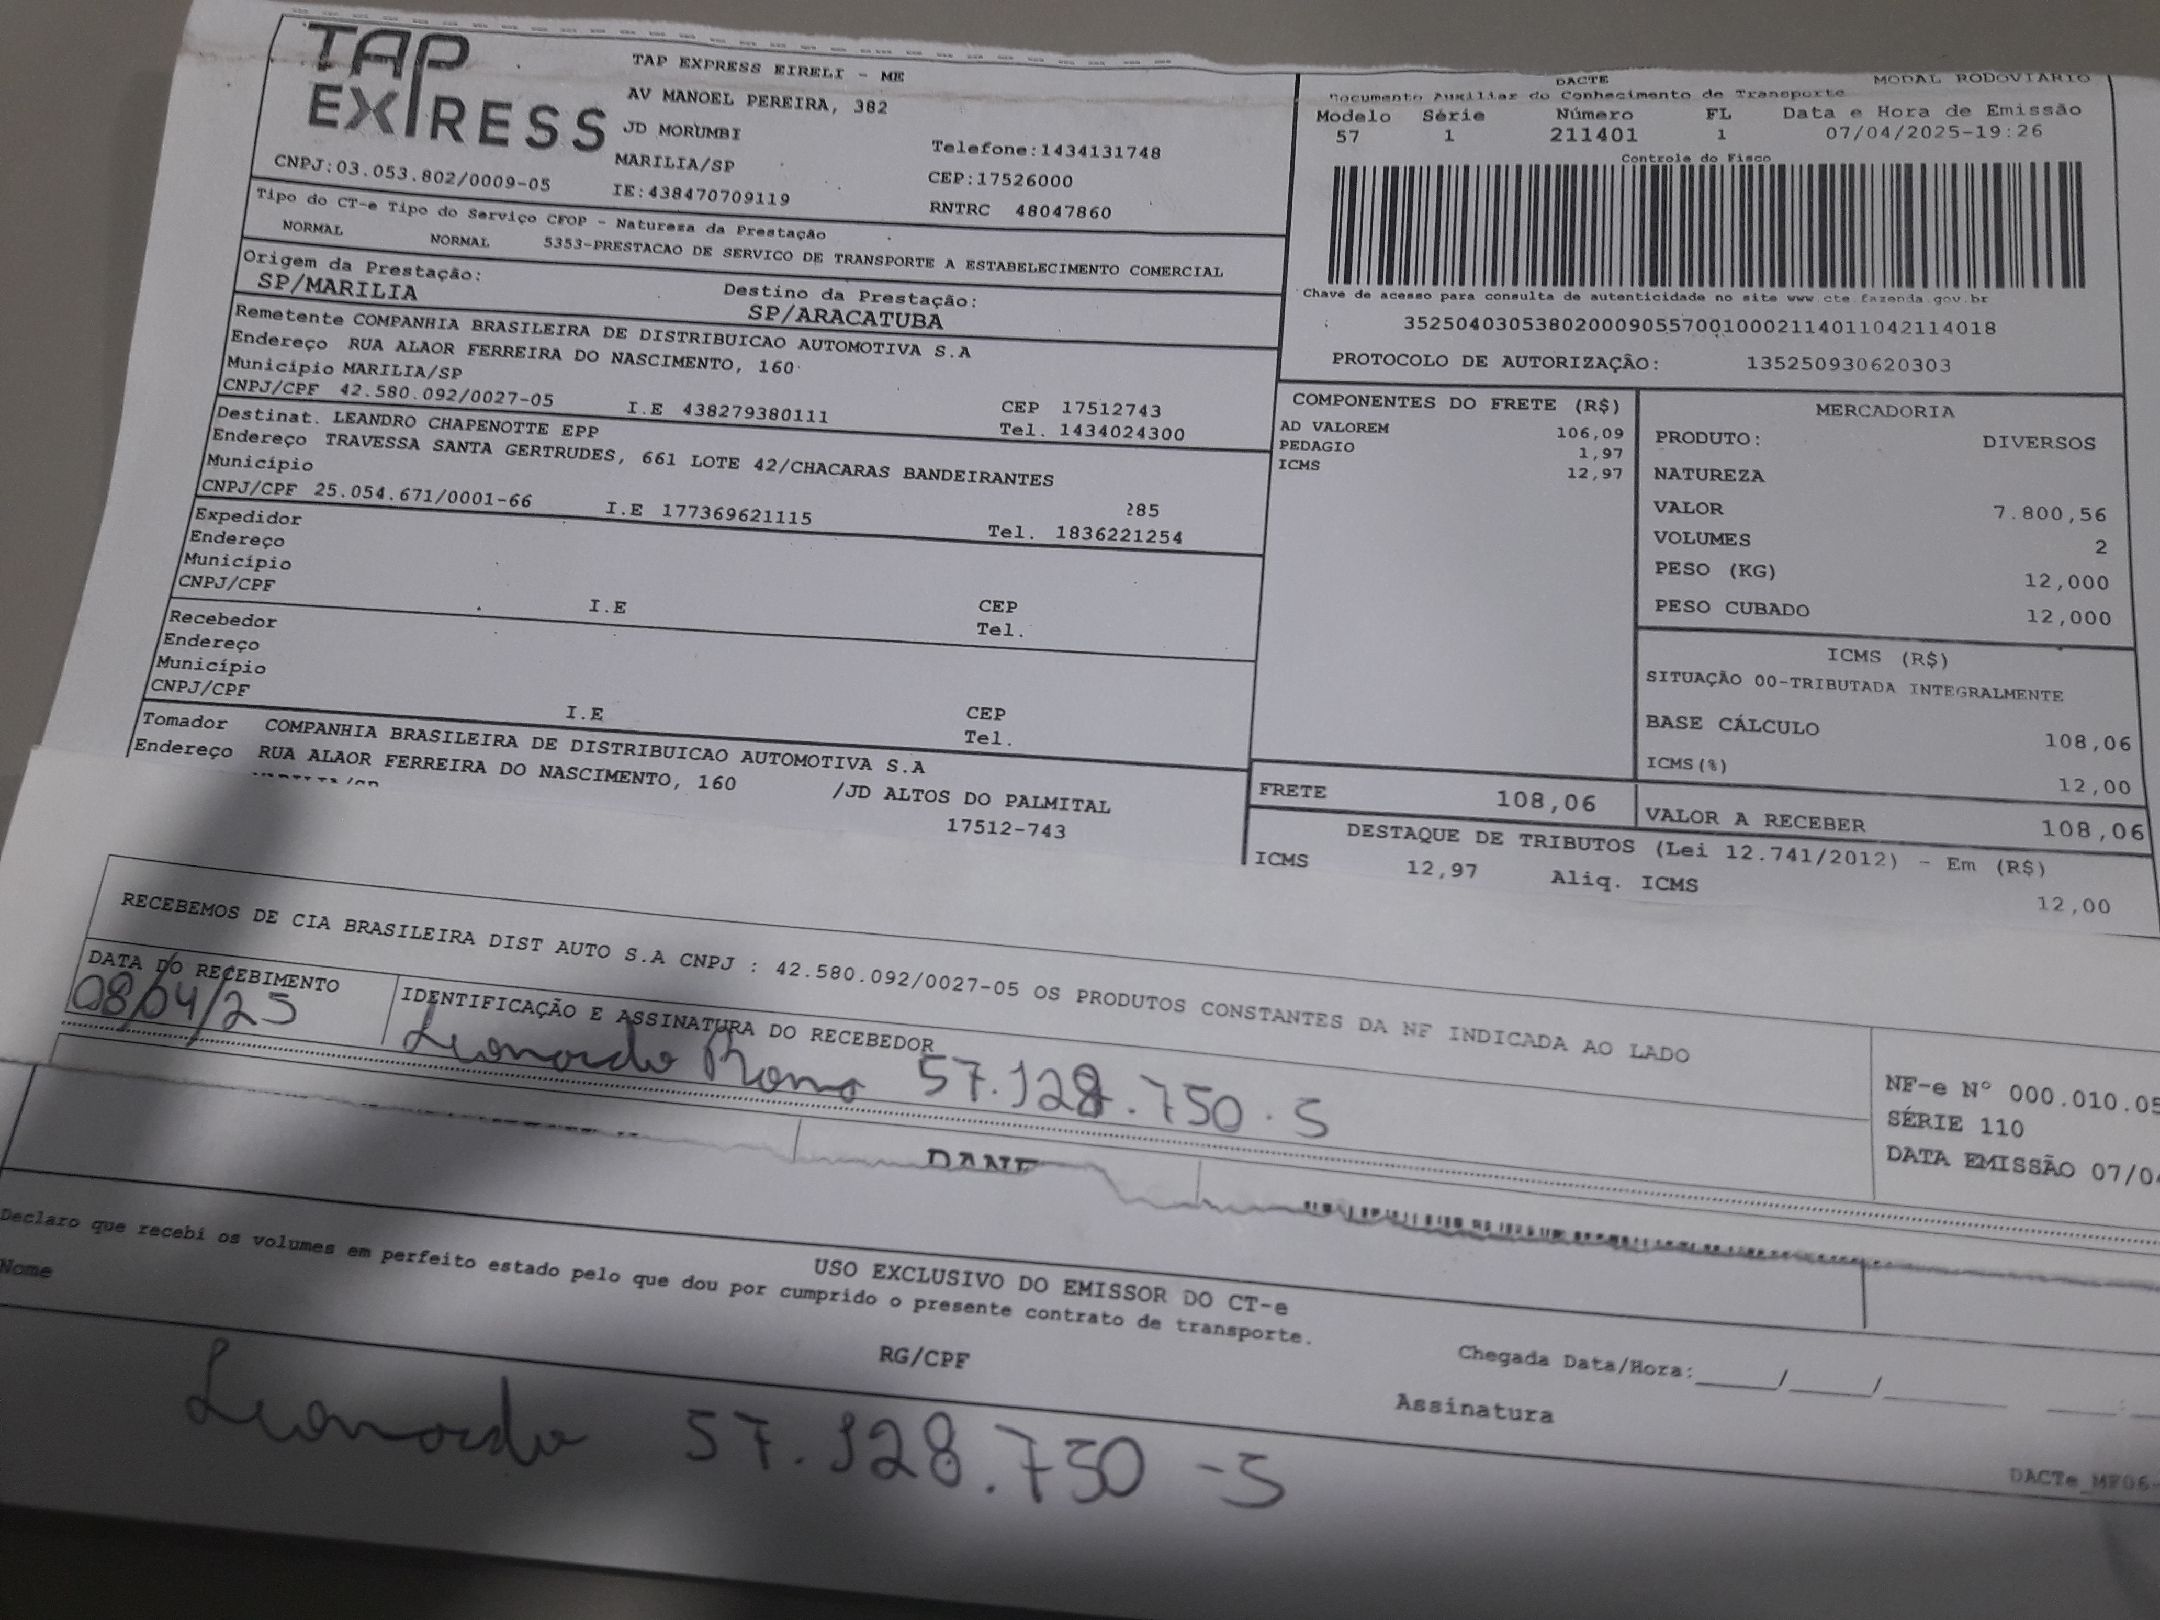 TAP EXPRESS
TAP EXPRESS EIRELI - ME
AV MANOEL PEREIRA, 382
JD MORUMBI
MARILIA/SP
Telefone:1434131748
CEP:17526000
CNPJ:03.053.802/0009-05
IE:438470709119
RNTRC 48047860
Tipo do CT-e Tipo do Serviço CFOP - Natureza da Prestação
NORMAL NORMAL 5353-PRESTACAO DE SERVICO DE TRANSPORTE A ESTABELECIMENTO COMERCIAL
Origem da Prestação:
SP/MARILIA
Destino da Prestação:
SP/ARACATUBA
Remetente COMPANHIA BRASILEIRA DE DISTRIBUICAO AUTOMOTIVA S.A
Endereço RUA ALAOR FERREIRA DO NASCIMENTO, 160
Município MARILIA/SP
CEP 17512743
CNPJ/CPF 42.580.092/0027-05 I.E 438279380111 Tel. 1434024300
Destinat. LEANDRO CHAPENOTTE EPP
Endereço TRAVESSA SANTA GERTRUDES, 661 LOTE 42/CHACARAS BANDEIRANTES
Município 285
CNPJ/CPF 25.054.671/0001-66 I.E 177369621115 Tel. 1836221254
Expedidor
Endereço
Município
CEP
CNPJ/CPF I.E Tel.
Recebedor
Endereço
Município
CEP
CNPJ/CPF I.E Tel.
Tomador COMPANHIA BRASILEIRA DE DISTRIBUICAO AUTOMOTIVA S.A
Endereço RUA ALAOR FERREIRA DO NASCIMENTO, 160 /JD ALTOS DO PALMITAL
17512-743
DACTE MODAL RODOVIARIO
Documento Auxiliar do Conhecimento de Transporte
Modelo Série Número FL Data e Hora de Emissão
57 1 211401 1 07/04/2025-19:26
Controle do Fisco
Chave de acesso para consulta de autenticidade no site www.cte.fazenda.gov.br
35250403053802000905570010002114011042114018
PROTOCOLO DE AUTORIZAÇÃO: 135250930620303
COMPONENTES DO FRETE (R$)
AD VALOREM 106,09
PEDAGIO 1,97
ICMS 12,97
MERCADORIA
PRODUTO: DIVERSOS
NATUREZA
VALOR 7.800,56
VOLUMES 2
PESO (KG) 12,000
PESO CUBADO 12,000
ICMS (R$)
SITUAÇÃO 00-TRIBUTADA INTEGRALMENTE
BASE CÁLCULO 108,06
ICMS(%) 12,00
FRETE 108,06
VALOR A RECEBER 108,06
DESTAQUE DE TRIBUTOS (Lei 12.741/2012) - Em (R$)
ICMS 12,97 Aliq. ICMS 12,00
RECEBEMOS DE CIA BRASILEIRA DIST AUTO S.A CNPJ : 42.580.092/0027-05 OS PRODUTOS CONSTANTES DA NF INDICADA AO LADO
DATA DO RECEBIMENTO
08/04/25
IDENTIFICAÇÃO E ASSINATURA DO RECEBEDOR
Leonardo 57.128.750.5
NF-e N° 000.010.05
SÉRIE 110
DATA EMISSÃO 07/04
USO EXCLUSIVO DO EMISSOR DO CT-e
Declaro que recebi os volumes em perfeito estado pelo que dou por cumprido o presente contrato de transporte.
Nome
RG/CPF
Chegada Data/Hora:____/____/______ ____:
Assinatura
Leonardo 57.128.750-5
DACTe_MF06